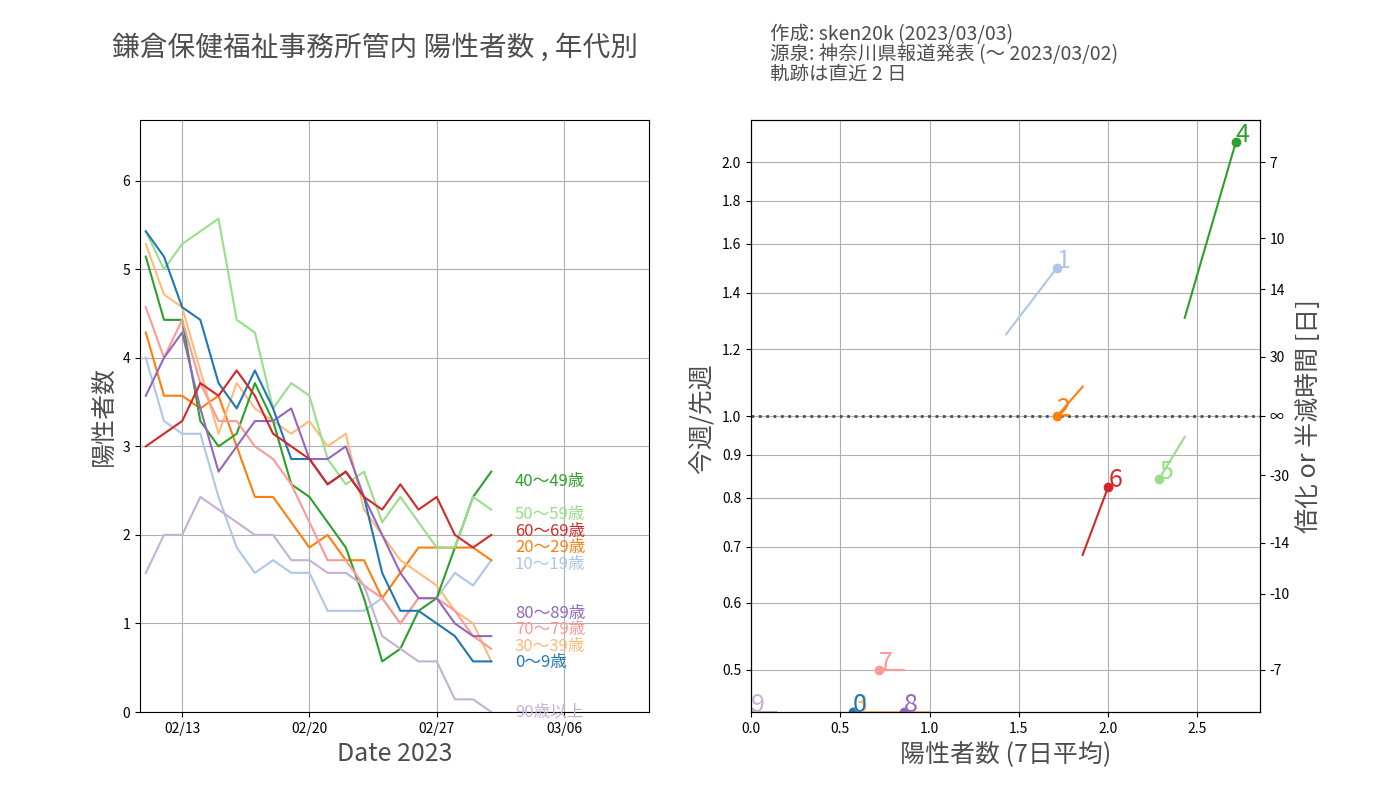 鎌倉保健福祉事務所管内 陽性者数 , 年代別
作成: sken20k (2023/03/03)
源泉: 神奈川県報道発表 (〜 2023/03/02)
軌跡は直近 2 日
陽性者数
6
5
4
3
2
1
0
02/13
02/20
02/27
03/06
Date 2023
40〜49歳
50〜59歳
60〜69歳
20〜29歳
10〜19歳
80〜89歳
70〜79歳
30〜39歳
0〜9歳
90歳以上
今週/先週
2.0
1.8
1.6
1.4
1.2
1.0
0.9
0.8
0.7
0.6
0.5
0.0
0.5
1.0
1.5
2.0
2.5
陽性者数 (7日平均)
4
1
2
5
6
7
9
0
8
7
10
14
30
∞
-30
-14
-10
-7
倍化 or 半減時間 [日]